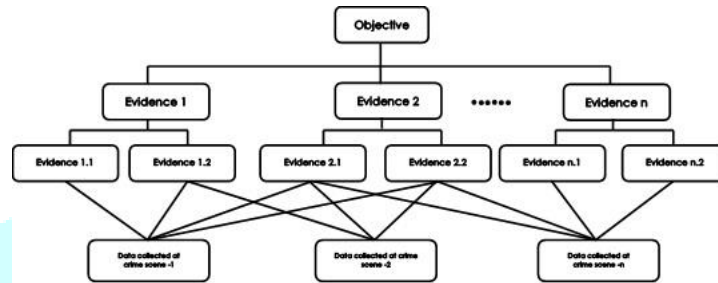 Objective
Evidence 1
Evidence 2
......
Evidence n
Evidence 1.1
Evidence 1.2
Evidence 2.1
Evidence 2.2
Evidence n.1
Evidence n.2
Data collected at
crime scene -1
Data collected at crime
scene -2
Data collected at
crime scene -n